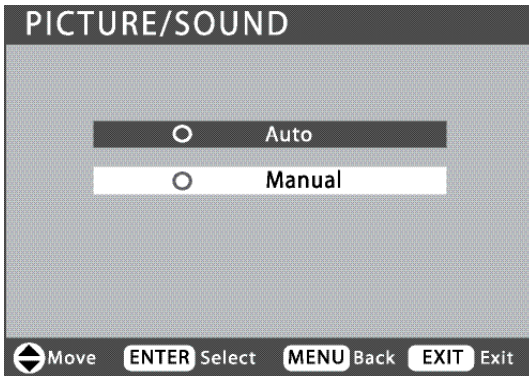 PICTURE/SOUND
Auto
Manual
Move ENTER Select MENU Back EXIT Exit